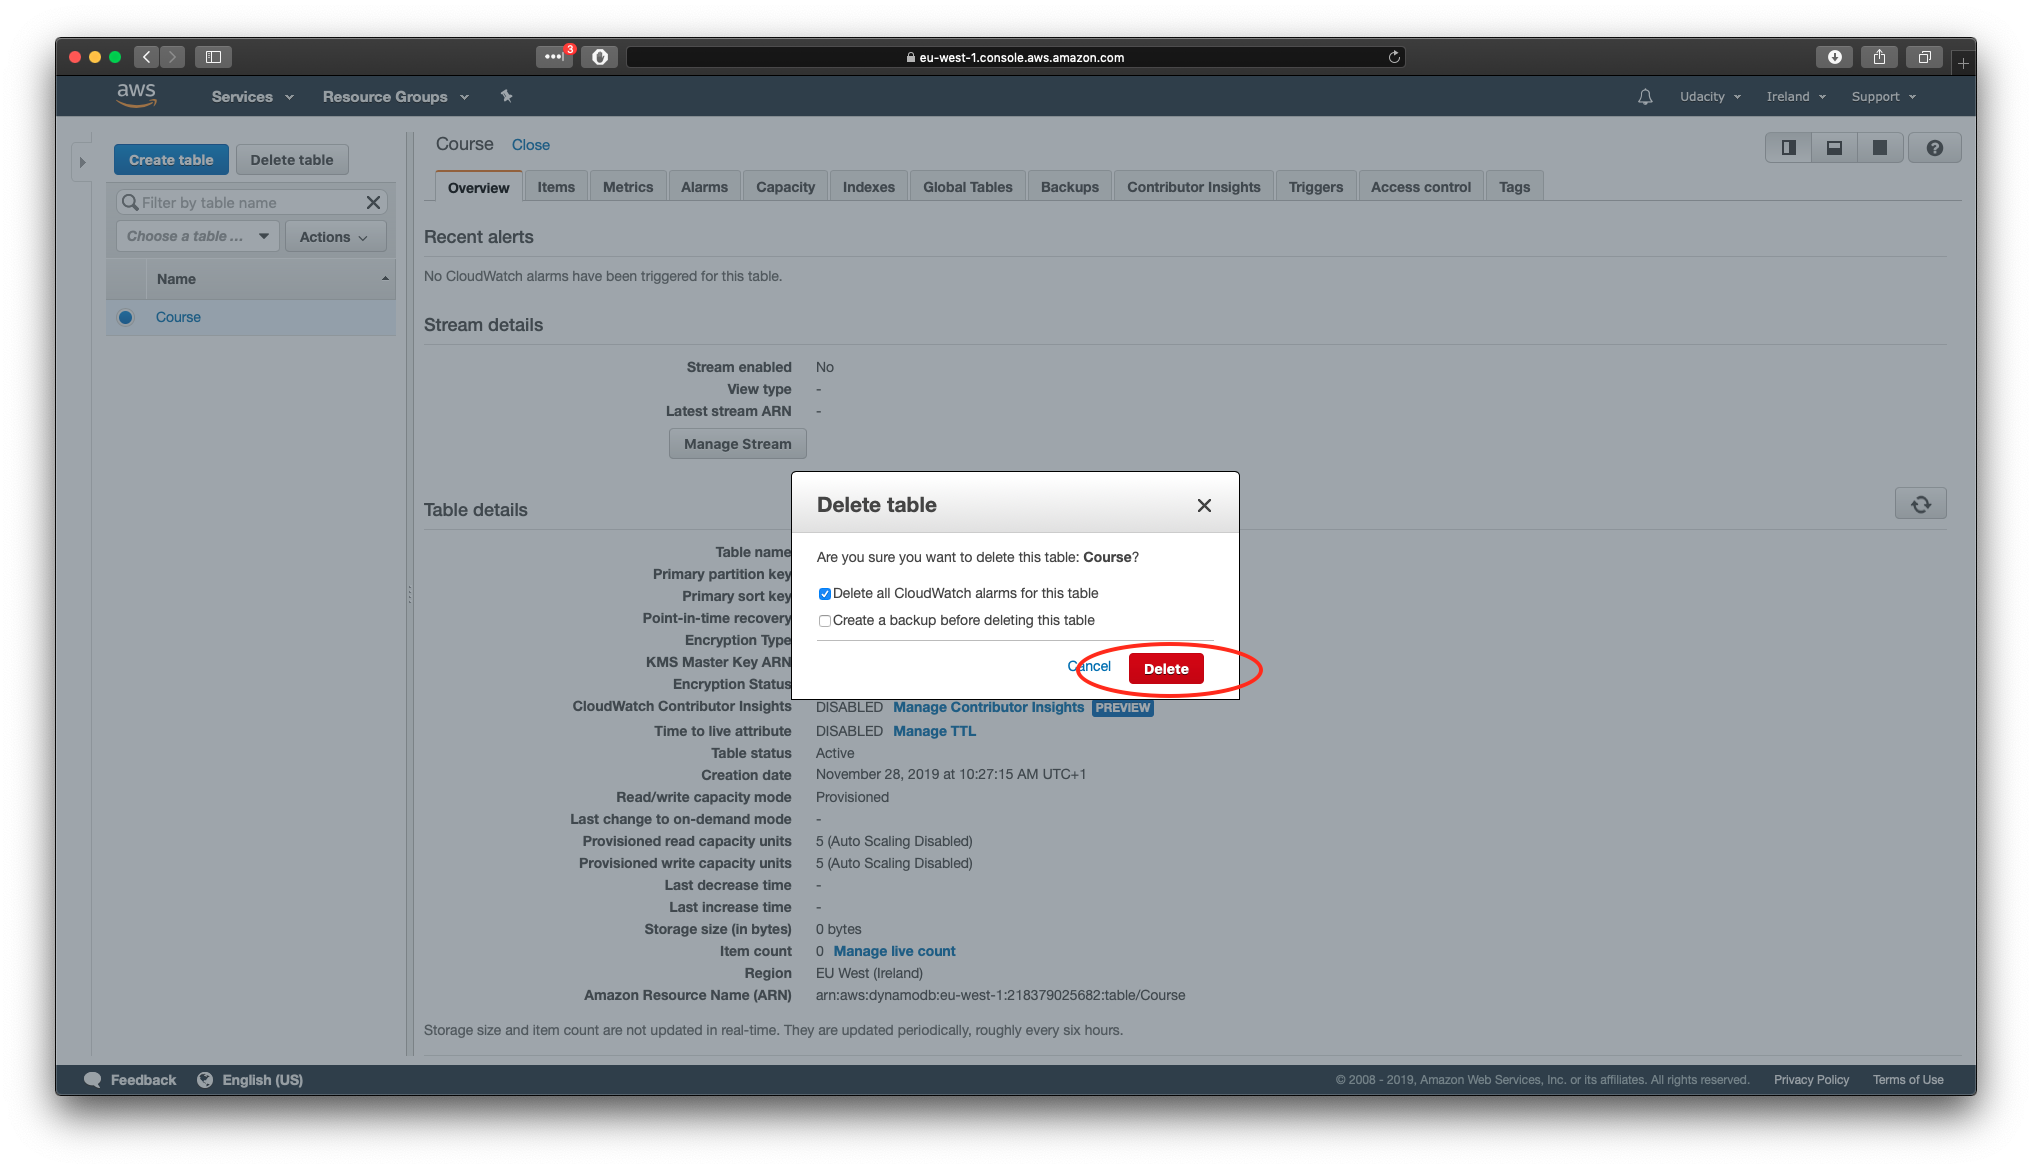 3
eu-west-1.console.aws.amazon.com
aws
Services
Resource Groups
Udacity
Ireland
Support
Create table
Delete table
Filter by table name
Choose a table ...
Actions
Name
Course
Course
Close
Overview
Items
Metrics
Alarms
Capacity
Indexes
Global Tables
Backups
Contributor Insights
Triggers
Access control
Tags
Recent alerts
No CloudWatch alarms have been triggered for this table.
Stream details
Stream enabled No
View type -
Latest stream ARN -
Manage Stream
Table details
Table name
Primary partition key
Primary sort key
Point-in-time recovery
Encryption Type
KMS Master Key ARN
Encryption Status
CloudWatch Contributor Insights DISABLED Manage Contributor Insights PREVIEW
Time to live attribute DISABLED Manage TTL
Table status Active
Creation date November 28, 2019 at 10:27:15 AM UTC+1
Read/write capacity mode Provisioned
Last change to on-demand mode -
Provisioned read capacity units 5 (Auto Scaling Disabled)
Provisioned write capacity units 5 (Auto Scaling Disabled)
Last decrease time -
Last increase time -
Storage size (in bytes) 0 bytes
Item count 0 Manage live count
Region EU West (Ireland)
Amazon Resource Name (ARN) arn:aws:dynamodb:eu-west-1:218379025682:table/Course
Storage size and item count are not updated in real-time. They are updated periodically, roughly every six hours.
Delete table
Are you sure you want to delete this table: Course?
Delete all CloudWatch alarms for this table
Create a backup before deleting this table
Cancel
Delete
Feedback
English (US)
© 2008 - 2019, Amazon Web Services, Inc. or its affiliates. All rights reserved.
Privacy Policy
Terms of Use